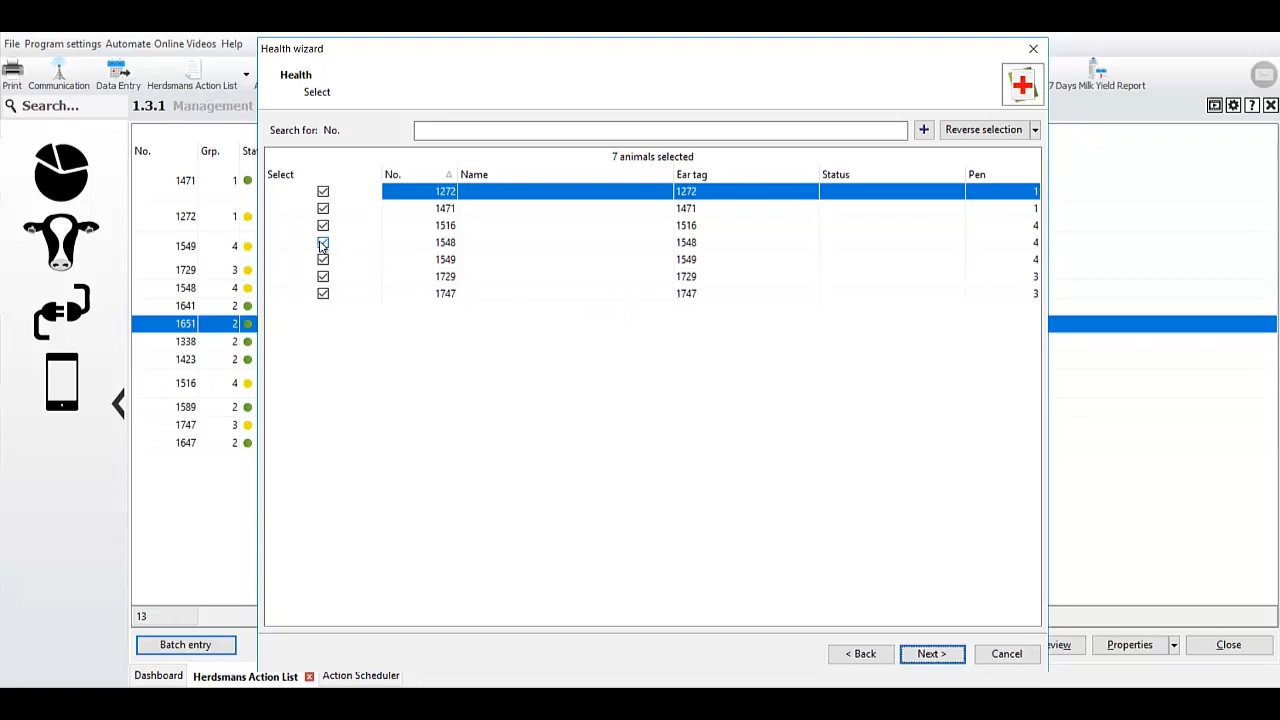 Health wizard
File Program settings Automate Online Videos Help
Health
Select
Print Communication Data Entry Herdsmans Action List
7 Days Milk Yield Report
Search... 1.3.1 Management
Search for: No. + Reverse selection
7 animals selected
No. Grp. Sta
Select No. Name Ear tag Status Pen
1272 1272 1
1471 1471 1
1516 1516 4
1548 1548 4
1549 1549 4
1729 1729 3
1747 1747 3
1471 1
1272 1
1549 4
1729 3
1548 4
1641 2
1651 2
1338 2
1423 2
1516 4
1589 2
1747 3
1647 2
13
Batch entry < Back Next > Cancel view Properties Close
Dashboard Herdsmans Action List Action Scheduler